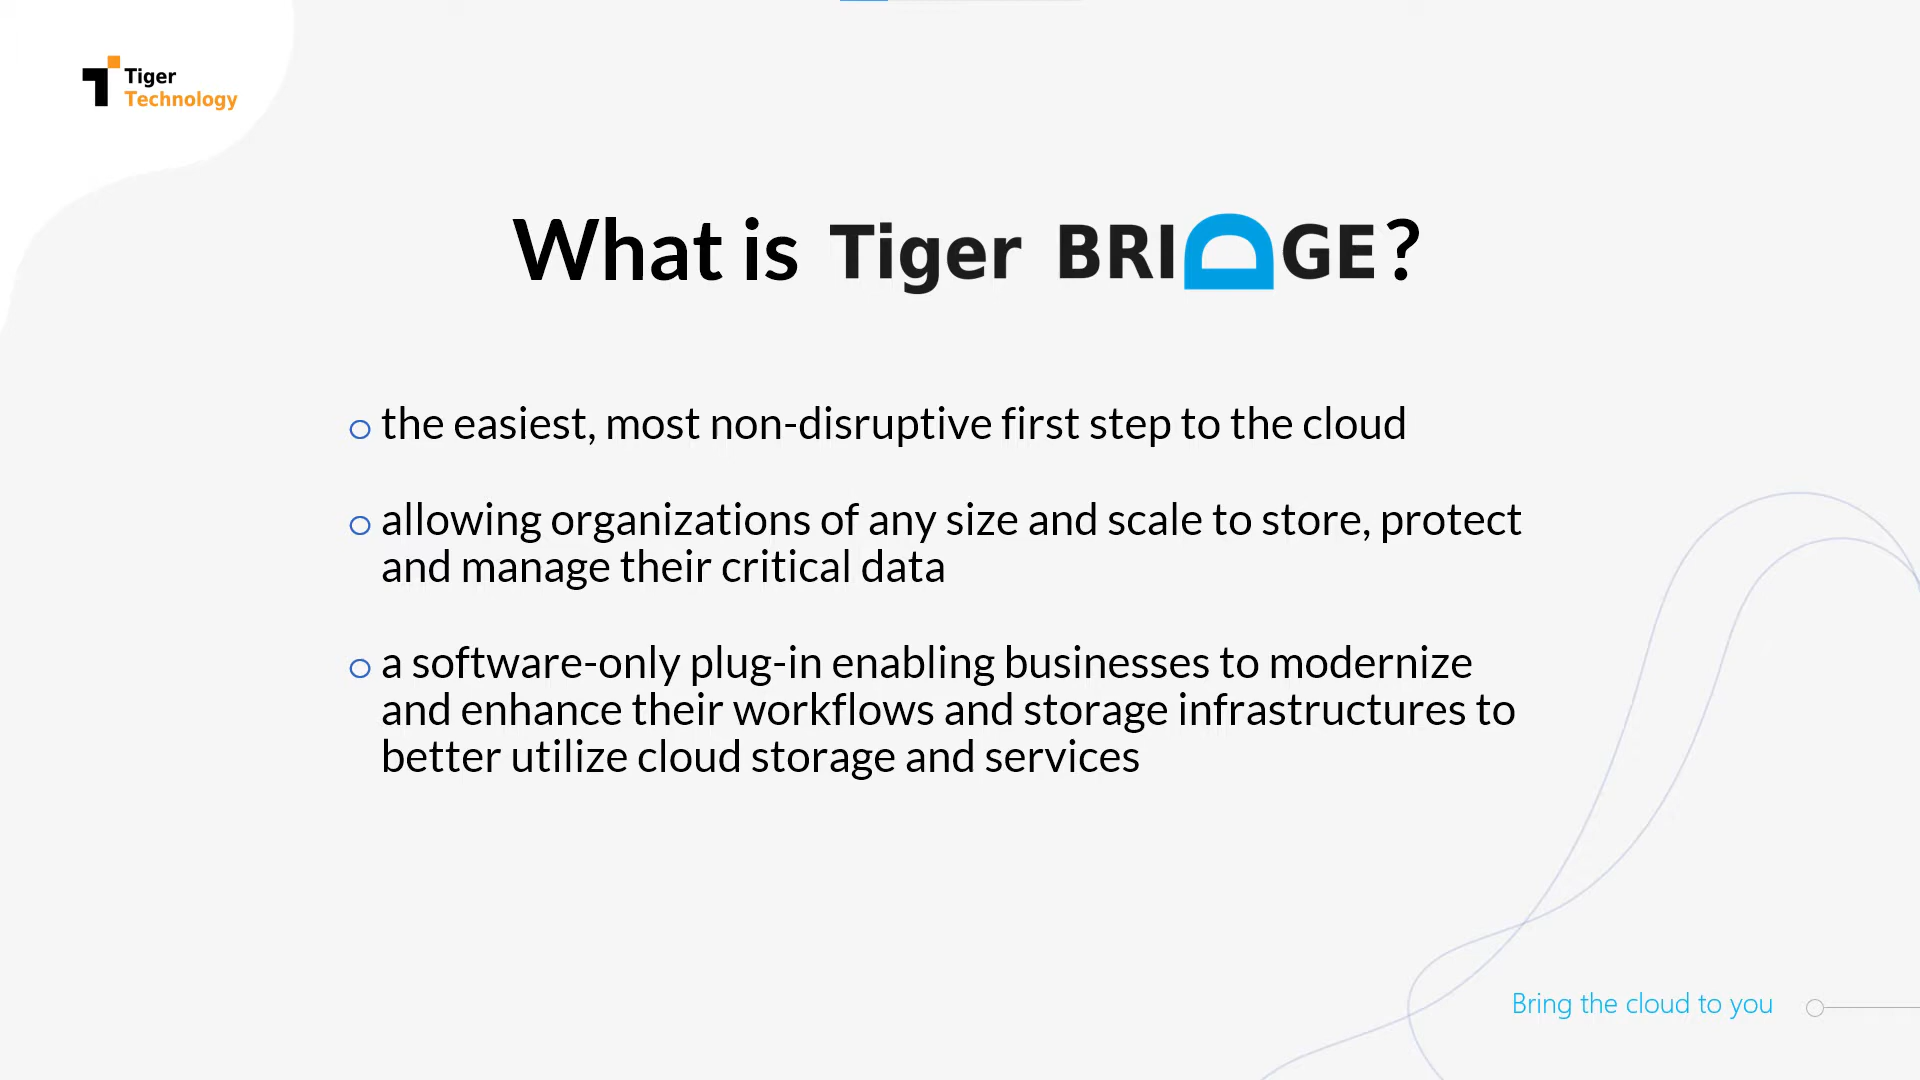 Tiger
Technology
What is Tiger BRIDGE?
the easiest, most non-disruptive first step to the cloud
allowing organizations of any size and scale to store, protect
and manage their critical data
a software-only plug-in enabling businesses to modernize
and enhance their workflows and storage infrastructures to
better utilize cloud storage and services
Bring the cloud to you